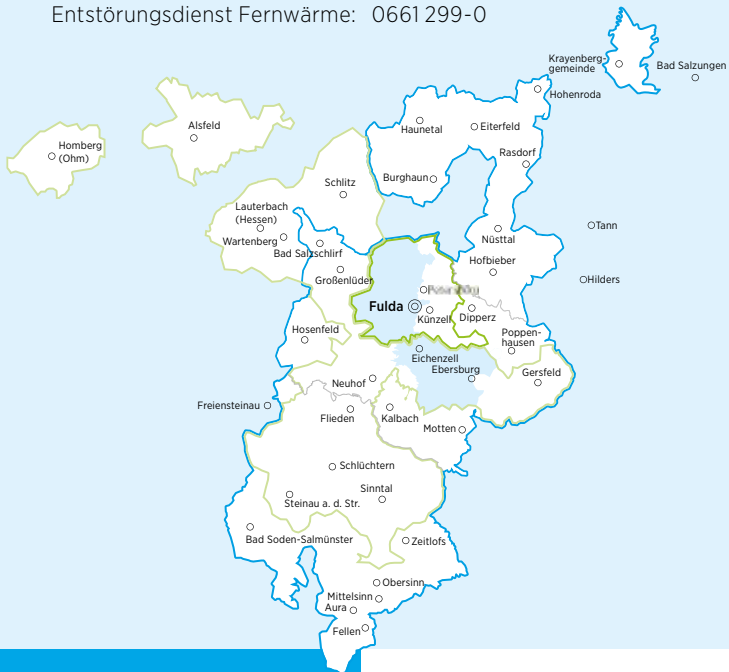 Entstörungsdienst Fernwärme: 0661 299-0
Krayenberg-
gemeinde
Bad Salzungen
Hohenroda
Alsfeld
Haunetal
Eiterfeld
Homberg
(Ohm)
Rasdorf
Burghaun
Schlitz
Lauterbach
(Hessen)
Wartenberg
Bad Salzschlirf
Tann
Nüsttal
Hofbieber
Großenlüder
Hilders
Fulda
Künzell
Dipperz
Hosenfeld
Poppen-
hausen
Eichenzell
Ebersburg
Gersfeld
Neuhof
Freiensteinau
Flieden
Kalbach
Motten
Schlüchtern
Sinntal
Steinau a. d. Str.
Bad Soden-Salmünster
Zeitlofs
Obersinn
Mittelsinn
Aura
Fellen